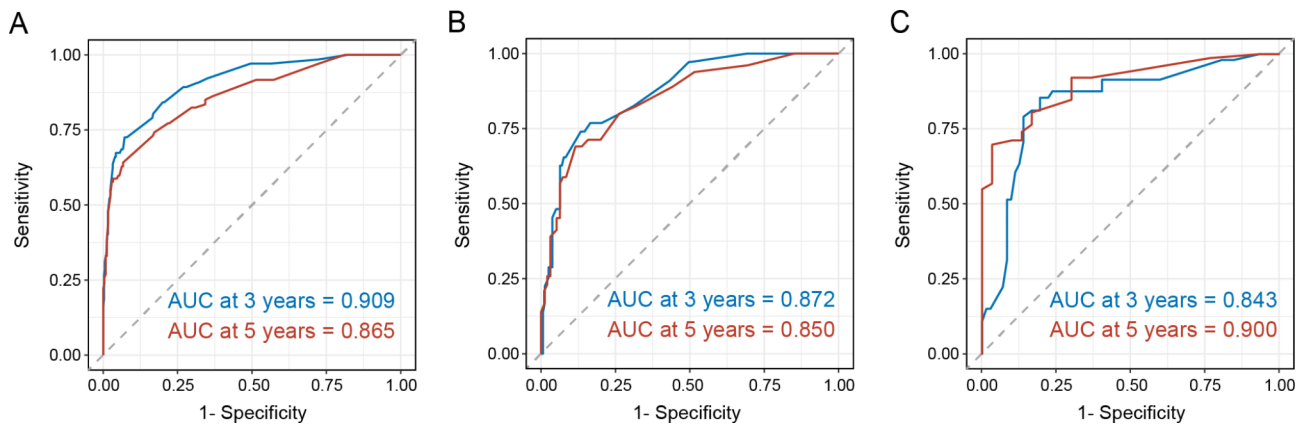 A
Sensitivity
1.00
0.75
0.50
0.25
0.00
AUC at 3 years = 0.909
AUC at 5 years = 0.865
0.00 0.25 0.50 0.75 1.00
1- Specificity
B
Sensitivity
1.00
0.75
0.50
0.25
0.00
AUC at 3 years = 0.872
AUC at 5 years = 0.850
0.00 0.25 0.50 0.75 1.00
1- Specificity
C
Sensitivity
1.00
0.75
0.50
0.25
0.00
AUC at 3 years = 0.843
AUC at 5 years = 0.900
0.00 0.25 0.50 0.75 1.00
1- Specificity